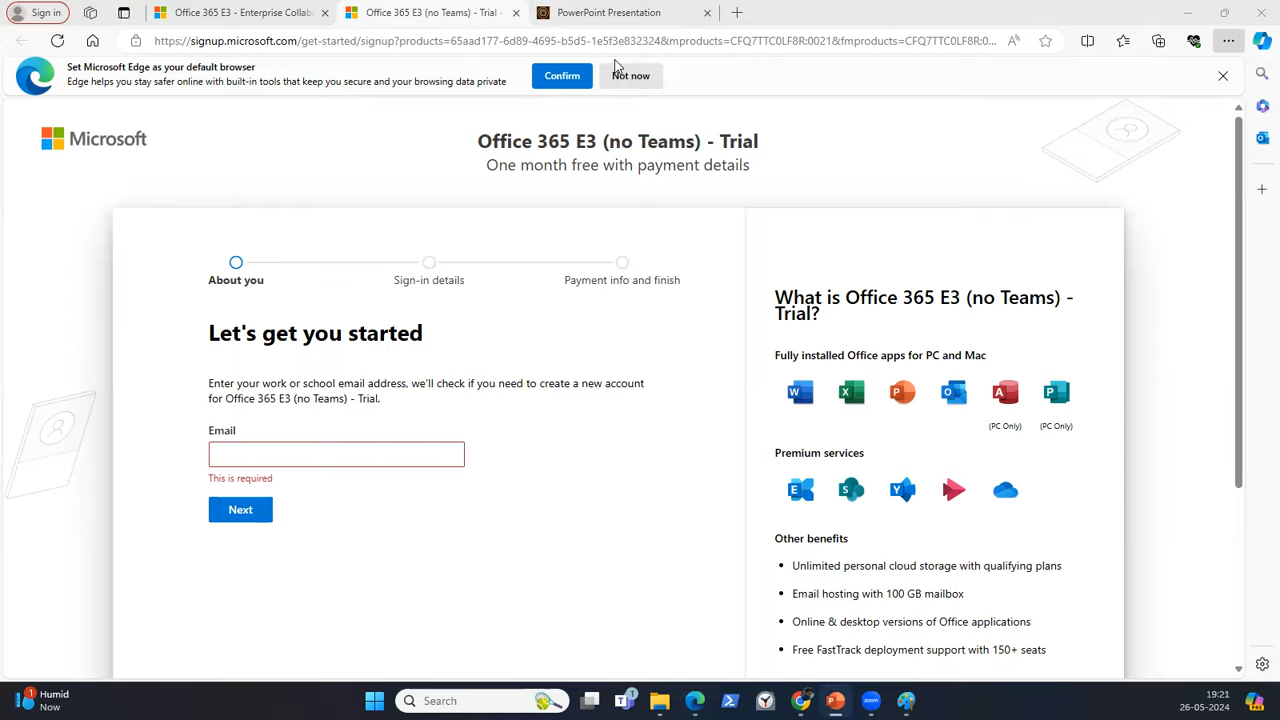 Sign in
Office 365 E3 - Enterprise Collab
Office 365 E3 (no Teams) - Trial -
PowerPoint Presentation
https://signup.microsoft.com/get-started/signup?products=65aad177-6d89-4695-b5d5-1e5f3e832324&mproducts=CFQ7TTC0LF8R:0021&fmproducts=CFQ7TTC0LF8R:0...
Set Microsoft Edge as your default browser
Edge helps you stay safer online with built-in tools that keep you secure and your browsing data private
Confirm
Not now
Microsoft
Office 365 E3 (no Teams) - Trial
One month free with payment details
About you
Sign-in details
Payment info and finish
Let's get you started
Enter your work or school email address, we'll check if you need to create a new account
for Office 365 E3 (no Teams) - Trial.
Email
This is required
Next
What is Office 365 E3 (no Teams) -
Trial?
Fully installed Office apps for PC and Mac
(PC Only)
(PC Only)
Premium services
Other benefits
• Unlimited personal cloud storage with qualifying plans
• Email hosting with 100 GB mailbox
• Online & desktop versions of Office applications
• Free FastTrack deployment support with 150+ seats
1
Humid
Now
Search
1
zoom
19:21
26-05-2024